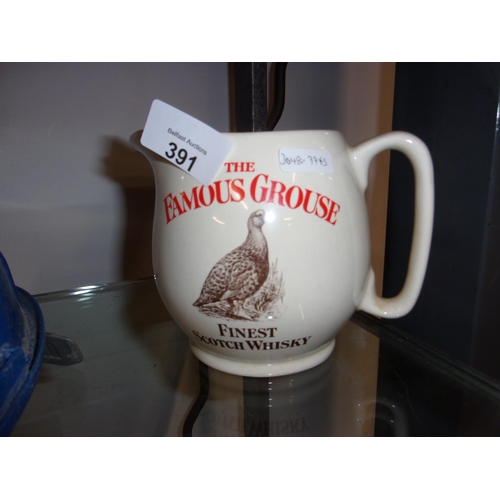 Belfast Auctions
391
THE
FAMOUS GROUSE
FINEST
SCOTCH WHISKY